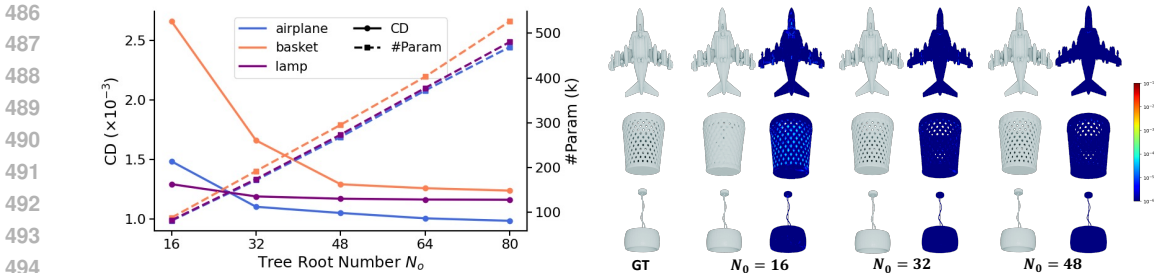 486
487
488
489
490
491
492
493
494
2.5
2.0
1.5
1.0
CD (×10⁻³)
airplane
basket
lamp
CD
#Param
500
400
300
200
100
#Param (k)
16 32 48 64 80
Tree Root Number Nₒ
GT N₀ = 16 N₀ = 32 N₀ = 48